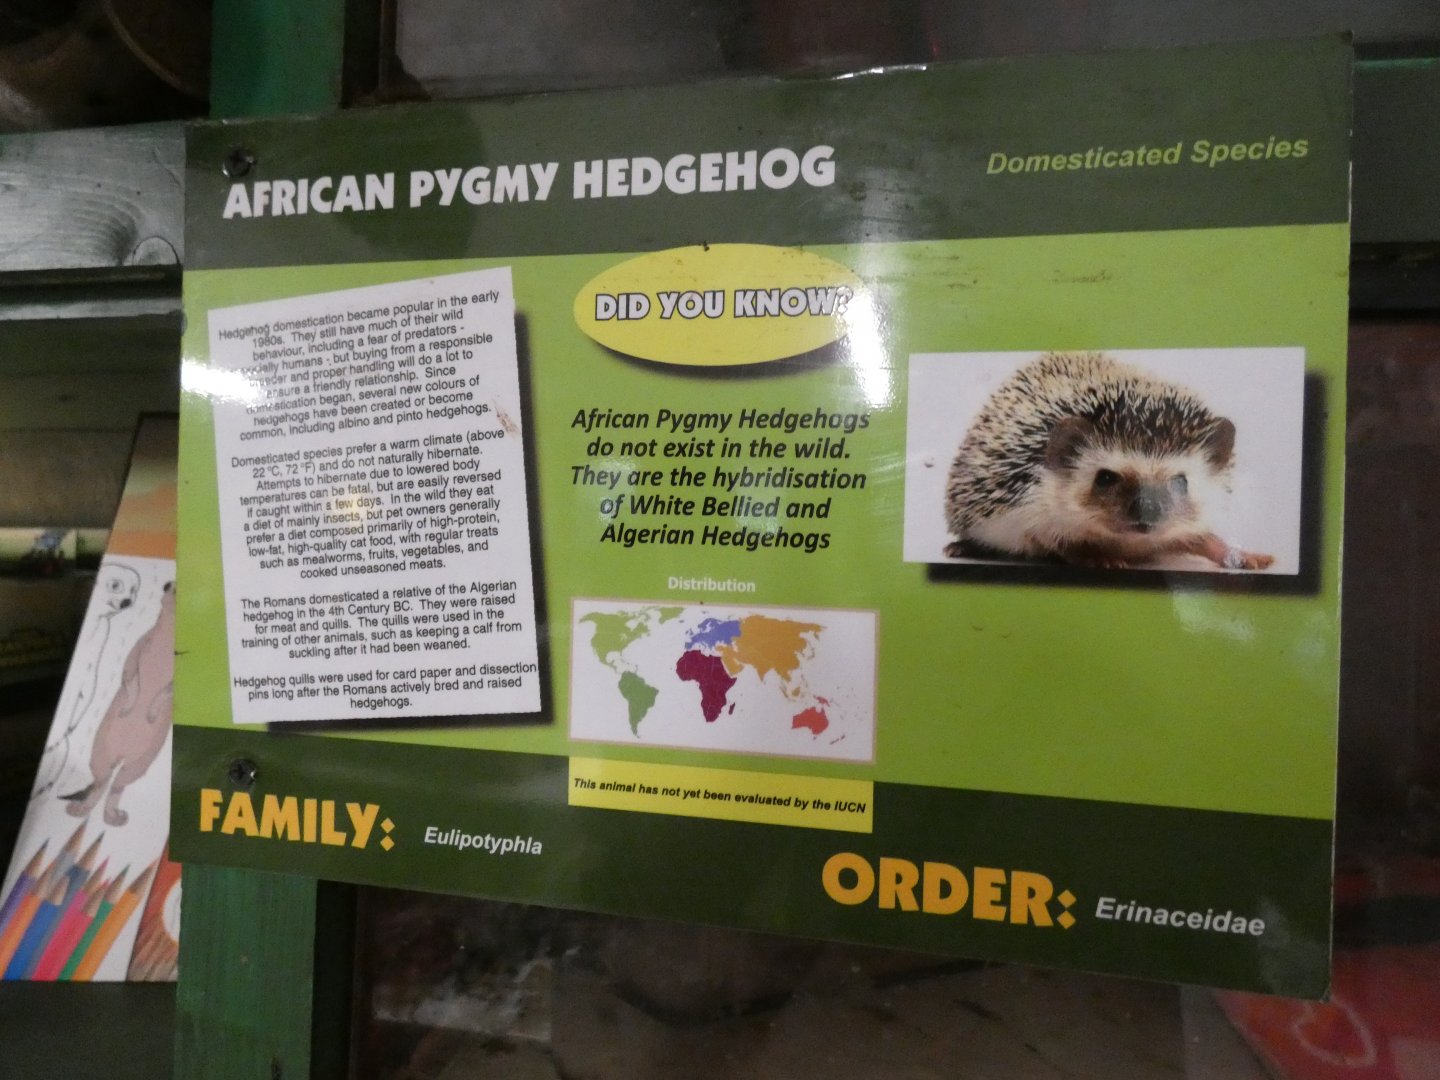 AFRICAN PYGMY HEDGEHOG
Domesticated Species
Hedgehog domestication became popular in the early
1980s. They still have much of their wild
behaviour, including a fear of predators -
humans - but buying from a responsible
and proper handling will do a lot to
ensure a friendly relationship. Since
domestication began, several new colours of
hedgehogs have been created or become
common, including albino and pinto hedgehogs.
Domesticated species prefer a warm climate (above
22 °C, 72 °F) and do not naturally hibernate.
Attempts to hibernate due to lowered body
temperatures can be fatal, but are easily reversed
if caught within a few days. In the wild they eat
a diet of mainly insects, but pet owners generally
prefer a diet composed primarily of high-protein,
low-fat, high-quality cat food, with regular treats
such as mealworms, fruits, vegetables, and
cooked unseasoned meats.
The Romans domesticated a relative of the Algerian
hedgehog in the 4th Century BC. They were raised
for meat and quills. The quills were used in the
training of other animals, such as keeping a calf from
suckling after it had been weaned.
Hedgehog quills were used for card paper and dissection
pins long after the Romans actively bred and raised
hedgehogs.
DID YOU KNOW?
African Pygmy Hedgehogs
do not exist in the wild.
They are the hybridisation
of White Bellied and
Algerian Hedgehogs
Distribution
This animal has not yet been evaluated by the IUCN
FAMILY: Eulipotyphla
ORDER: Erinaceidae